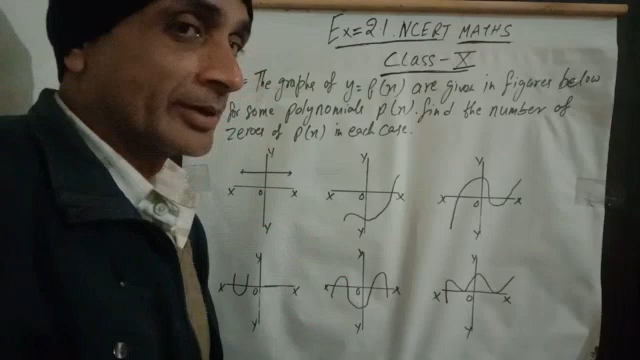 Ex=2.1. NCERT MATHS
Class-X
The graphs of y=P(x) are given in figures below
for some polynomials P(x). find the number of
zeroes of P(x) in each case.
Y Y Y
X O X X O X X O X
Y Y Y
Y Y Y
X O X X O X X O X
Y Y Y